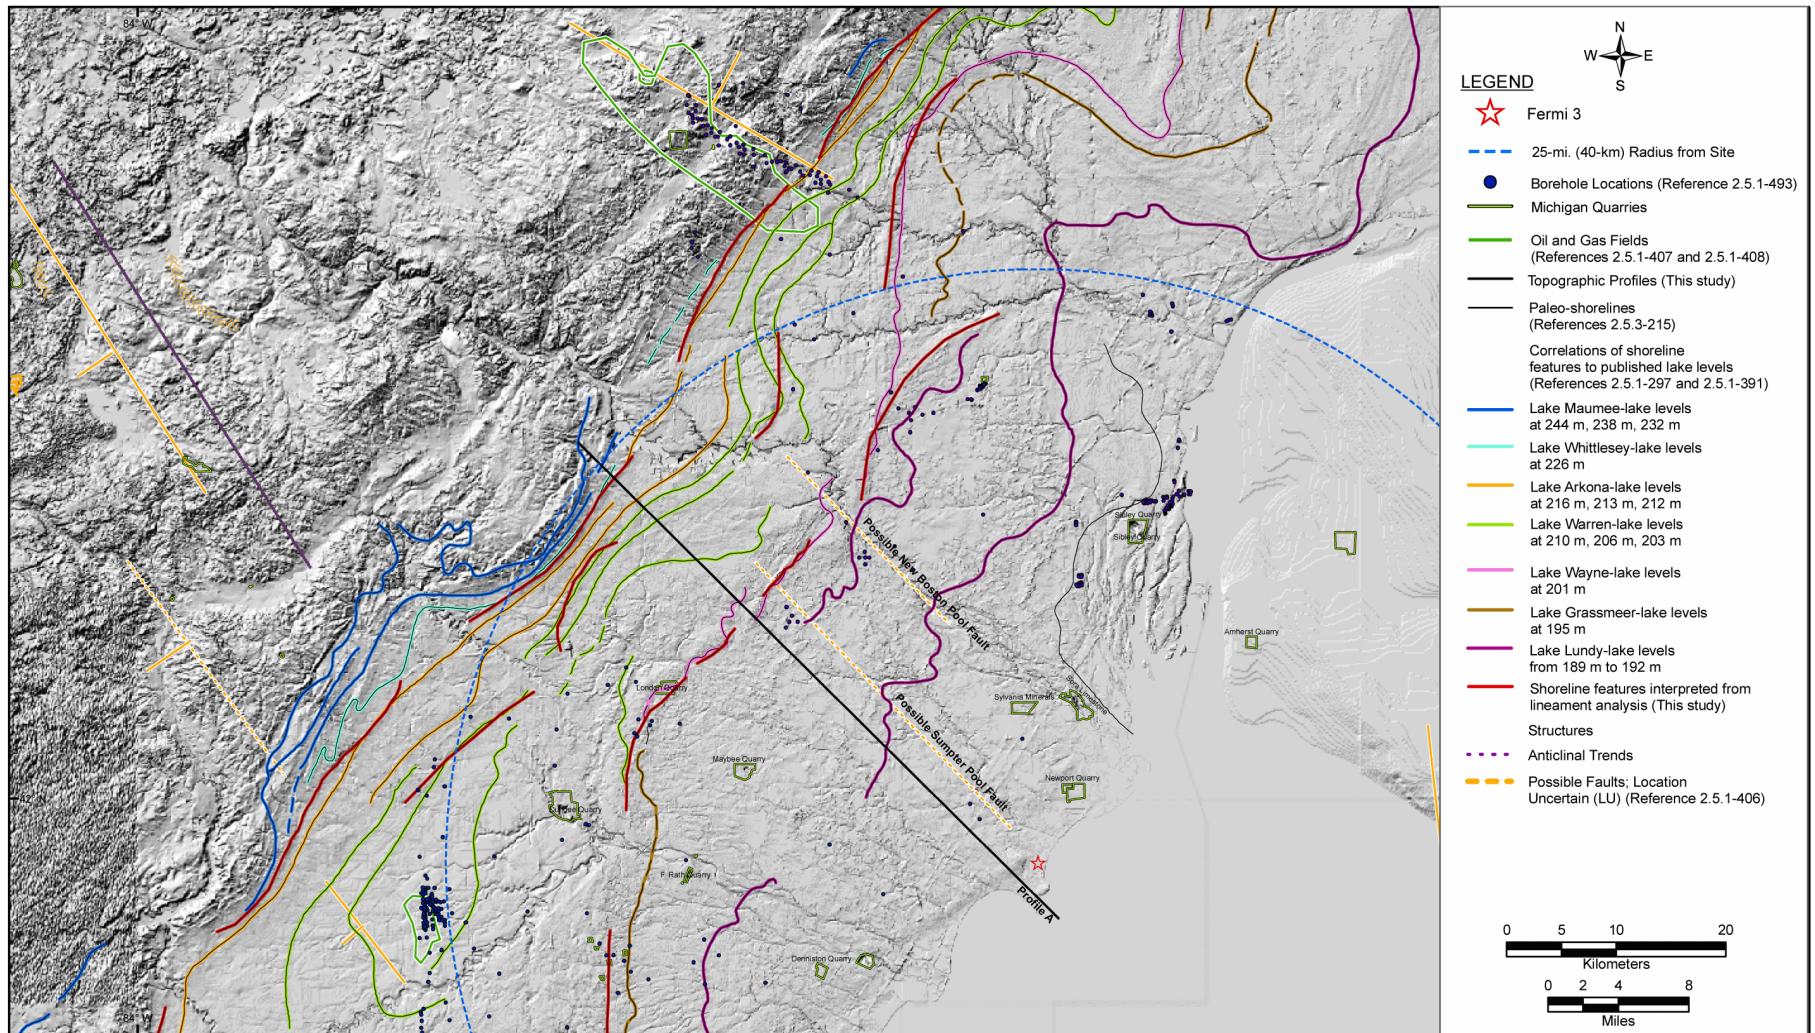 84° W
Possible New Boston Pool Fault
Sibley Quarry
Sibley Quarry
Amherst Quarry
London Quarry
Sylvania Minerals
Possible Sumpter Pool Fault
Maybee Quarry
Newport Quarry
42° N
Dundee Quarry
F. Rath Quarry
Profile A
Denniston Quarry
84° W
N
W E
S
LEGEND
Fermi 3
25-mi. (40-km) Radius from Site
Borehole Locations (Reference 2.5.1-493)
Michigan Quarries
Oil and Gas Fields
(References 2.5.1-407 and 2.5.1-408)
Topographic Profiles (This study)
Paleo-shorelines
(References 2.5.3-215)
Correlations of shoreline
features to published lake levels
(References 2.5.1-297 and 2.5.1-391)
Lake Maumee-lake levels
at 244 m, 238 m, 232 m
Lake Whittlesey-lake levels
at 226 m
Lake Arkona-lake levels
at 216 m, 213 m, 212 m
Lake Warren-lake levels
at 210 m, 206 m, 203 m
Lake Wayne-lake levels
at 201 m
Lake Grassmeer-lake levels
at 195 m
Lake Lundy-lake levels
from 189 m to 192 m
Shoreline features interpreted from
lineament analysis (This study)
Structures
Anticlinal Trends
Possible Faults; Location
Uncertain (LU) (Reference 2.5.1-406)
0 5 10 20
Kilometers
0 2 4 8
Miles